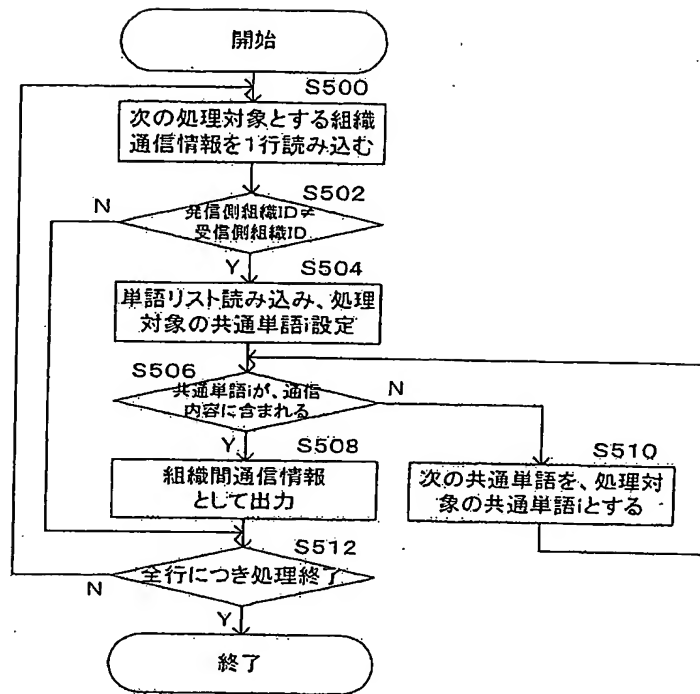 開始
S500
次の処理対象とする組織
通信情報を1行読み込む
S502
N
発信側組織ID≠
受信側組織ID
Y
S504
単語リスト読み込み、処理
対象の共通単語i設定
S506
共通単語iが、通信
内容に含まれる
N
Y
S508
組織間通信情報
として出力
S510
次の共通単語を、処理対
象の共通単語iとする
S512
全行につき処理終了
N
Y
終了